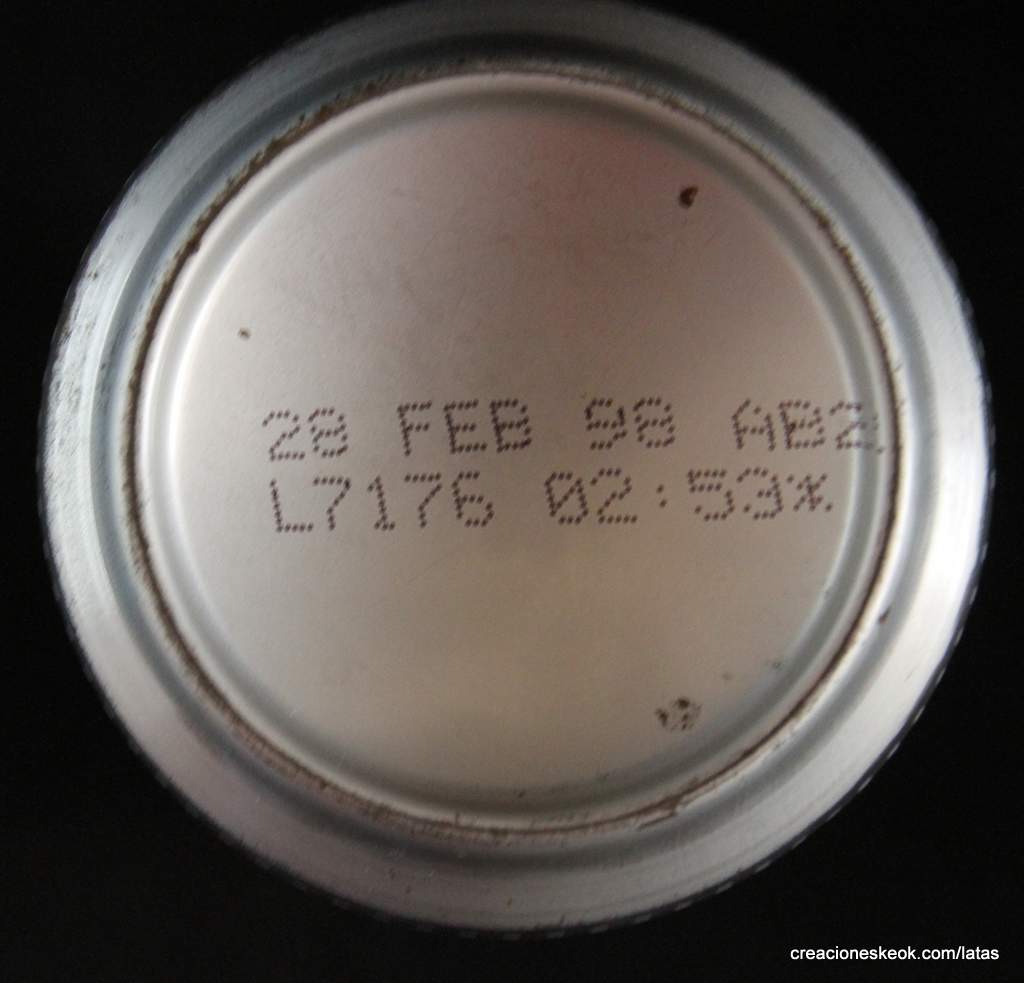 28 FEB 98 AB2
L7176 02:53*
creacioneskeok.com/latas